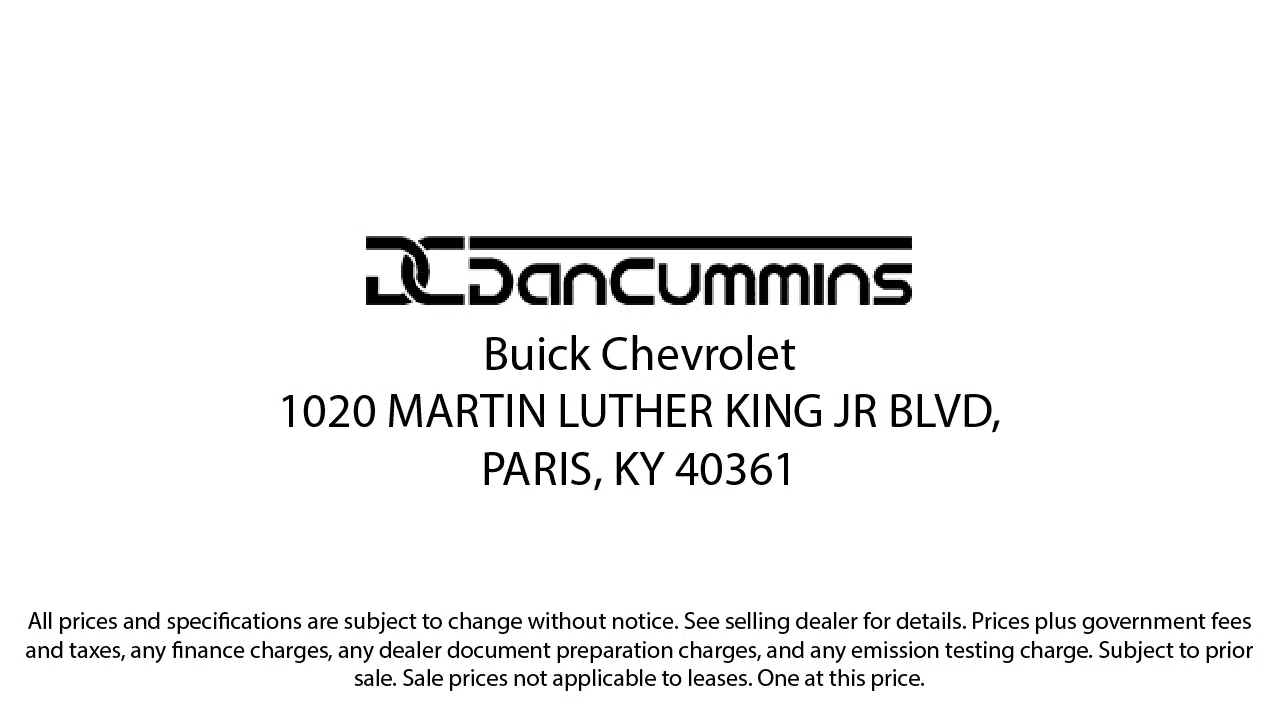 DC DanCummins
Buick Chevrolet
1020 MARTIN LUTHER KING JR BLVD,
PARIS, KY 40361
All prices and specifications are subject to change without notice. See selling dealer for details. Prices plus government fees
and taxes, any finance charges, any dealer document preparation charges, and any emission testing charge. Subject to prior
sale. Sale prices not applicable to leases. One at this price.